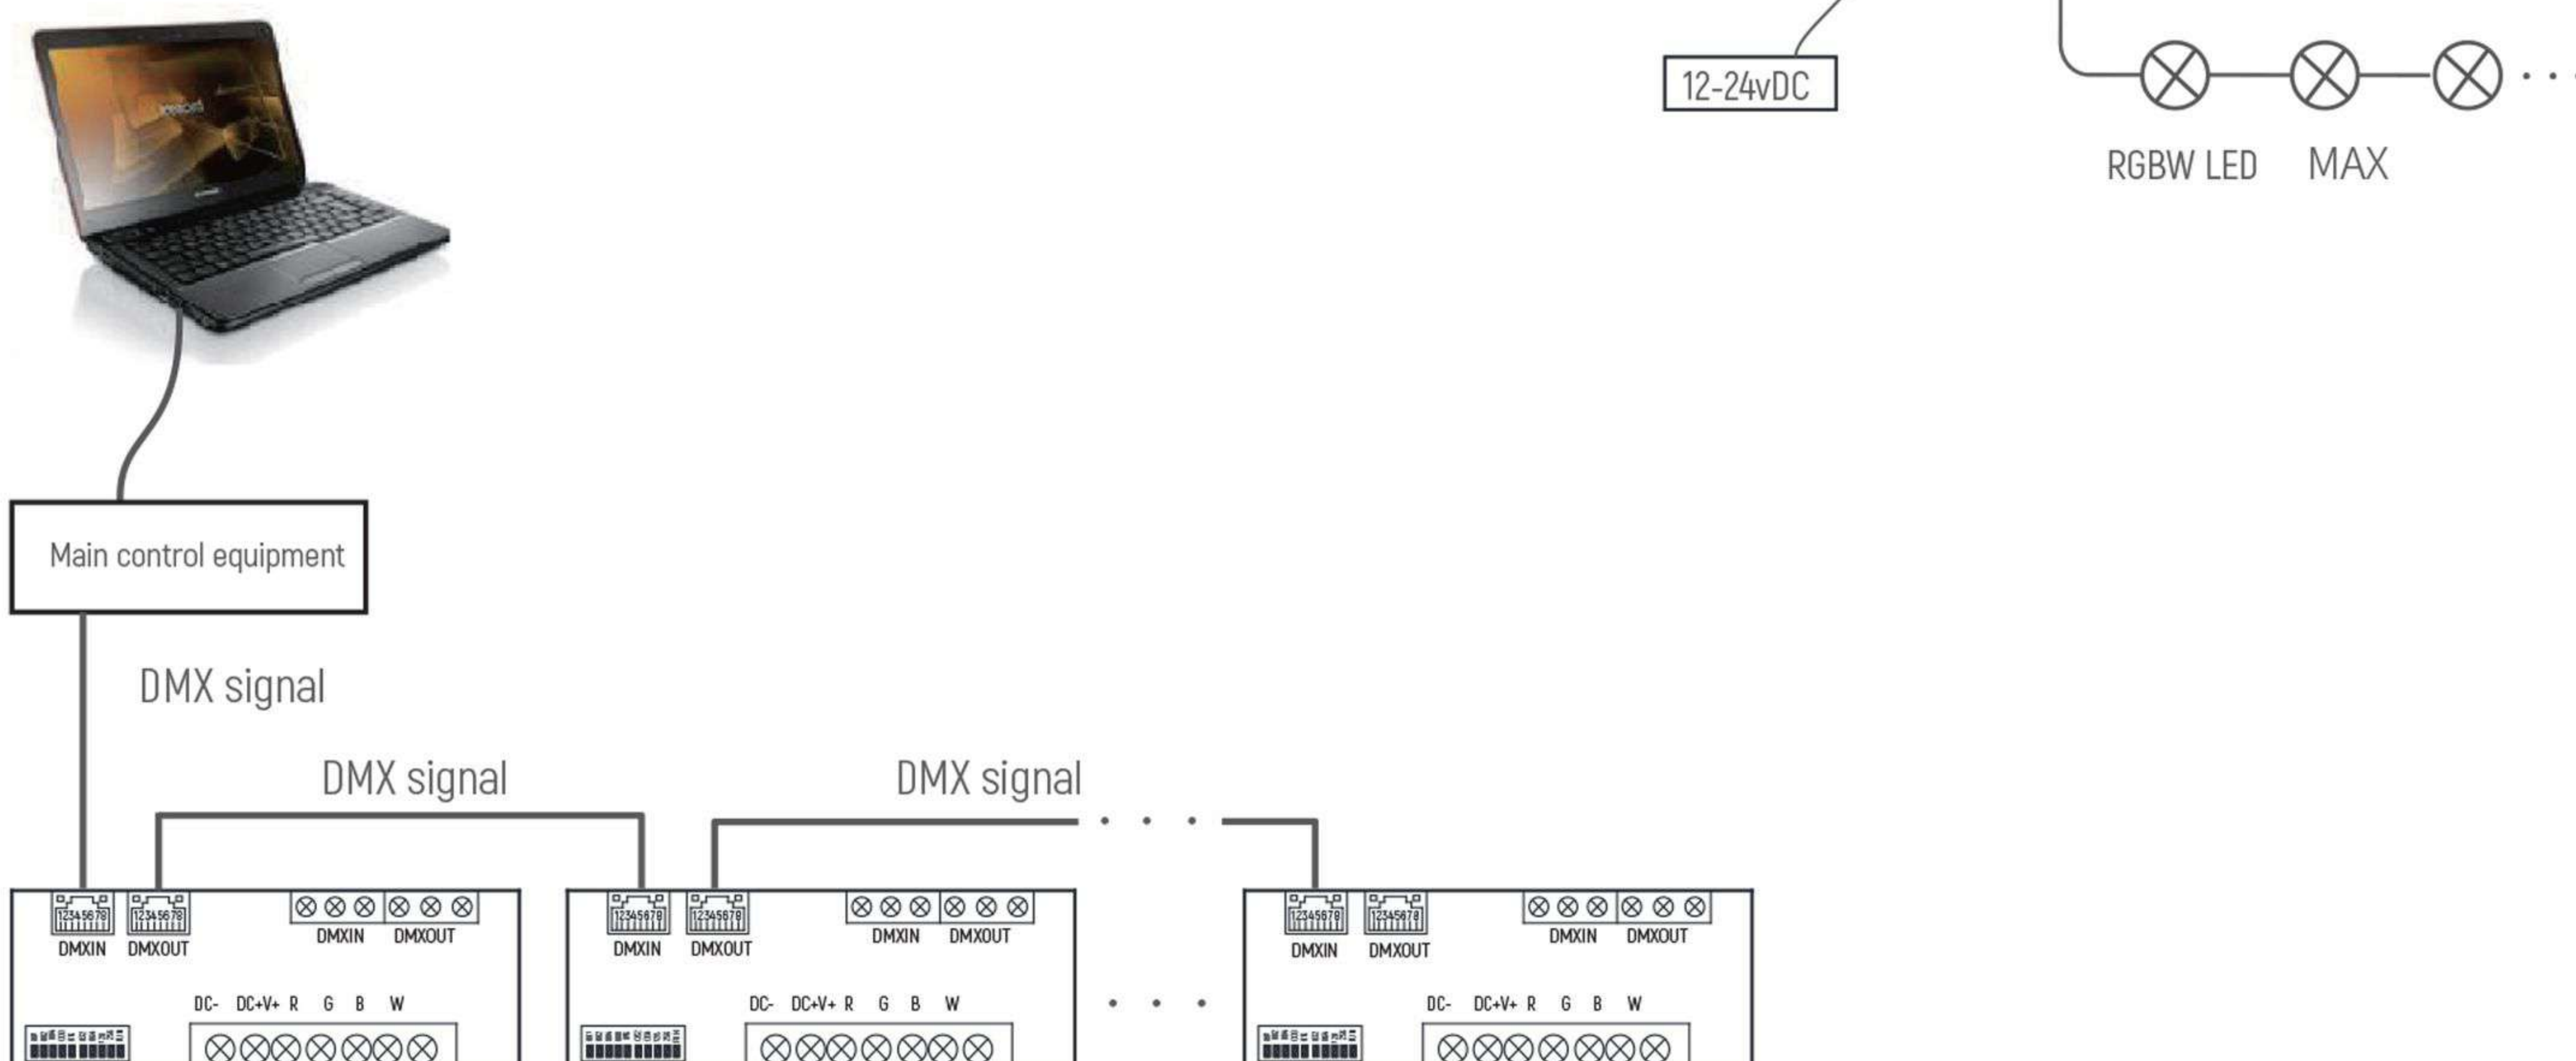 12-24vDC
RGBW LED MAX
Main control equipment
DMX signal
DMX signal
DMX signal
12345678
12345678
DMXIN
DMXOUT
DMXIN
DMXOUT
DC- DC+V+ R G B W
12345678
12345678
DMXIN
DMXOUT
DMXIN
DMXOUT
DC- DC+V+ R G B W
12345678
12345678
DMXIN
DMXOUT
DMXIN
DMXOUT
DC- DC+V+ R G B W